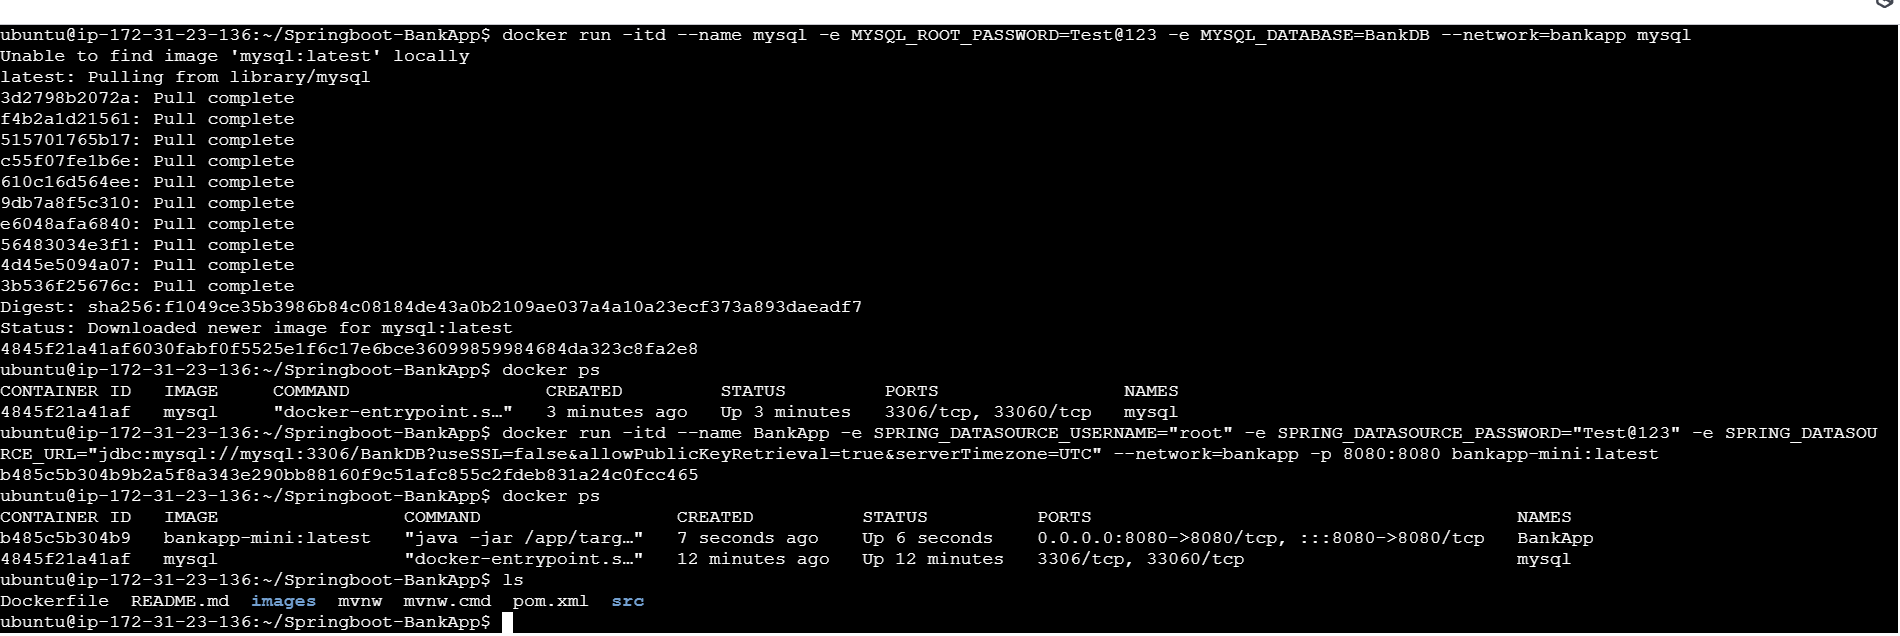 ubuntu@ip-172-31-23-136:~/Springboot-BankApp$ docker run -itd --name mysql -e MYSQL_ROOT_PASSWORD=Test@123 -e MYSQL_DATABASE=BankDB --network=bankapp mysql
Unable to find image 'mysql:latest' locally
latest: Pulling from library/mysql
3d2798b2072a: Pull complete
f4b2a1d21561: Pull complete
515701765b17: Pull complete
c55f07fe1b6e: Pull complete
610c16d564ee: Pull complete
9db7a8f5c310: Pull complete
e6048afa6840: Pull complete
56483034e3f1: Pull complete
4d45e5094a07: Pull complete
3b536f25676c: Pull complete
Digest: sha256:f1049ce35b3986b84c08184de43a0b2109ae037a4a10a23ecf373a893daeadf7
Status: Downloaded newer image for mysql:latest
4845f21a41af6030fabf0f5525e1f6c17e6bce36099859984684da323c8fa2e8
ubuntu@ip-172-31-23-136:~/Springboot-BankApp$ docker ps
CONTAINER ID   IMAGE     COMMAND                  CREATED         STATUS         PORTS                 NAMES
4845f21a41af   mysql     "docker-entrypoint.s…"   3 minutes ago   Up 3 minutes   3306/tcp, 33060/tcp   mysql
ubuntu@ip-172-31-23-136:~/Springboot-BankApp$ docker run -itd --name BankApp -e SPRING_DATASOURCE_USERNAME="root" -e SPRING_DATASOURCE_PASSWORD="Test@123" -e SPRING_DATASOU
RCE_URL="jdbc:mysql://mysql:3306/BankDB?useSSL=false&allowPublicKeyRetrieval=true&serverTimezone=UTC" --network=bankapp -p 8080:8080 bankapp-mini:latest
b485c5b304b9b2a5f8a343e290bb88160f9c51afc855c2fdeb831a24c0fcc465
ubuntu@ip-172-31-23-136:~/Springboot-BankApp$ docker ps
CONTAINER ID   IMAGE                 COMMAND                  CREATED          STATUS          PORTS                                       NAMES
b485c5b304b9   bankapp-mini:latest   "java -jar /app/targ…"   7 seconds ago    Up 6 seconds    0.0.0.0:8080->8080/tcp, :::8080->8080/tcp   BankApp
4845f21a41af   mysql                 "docker-entrypoint.s…"   12 minutes ago   Up 12 minutes   3306/tcp, 33060/tcp                         mysql
ubuntu@ip-172-31-23-136:~/Springboot-BankApp$ ls
Dockerfile  README.md  images  mvnw  mvnw.cmd  pom.xml  src
ubuntu@ip-172-31-23-136:~/Springboot-BankApp$